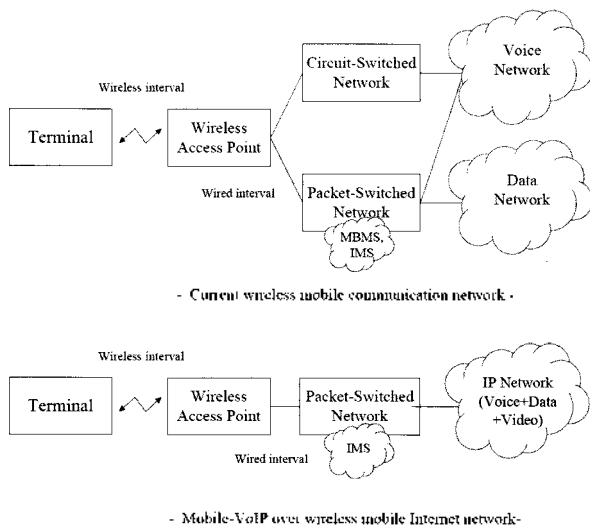 Wireless interval
Circuit-Switched
Network
Voice
Network
Terminal
Wireless
Access Point
Wired interval
Packet-Switched
Network
MBMS,
IMS
Data
Network
- Current wireless mobile communication network -
Wireless interval
Terminal
Wireless
Access Point
Packet-Switched
Network
IP Network
(Voice+Data
+Video)
Wired interval
IMS
- Mobile-VoIP over wireless mobile Internet network-